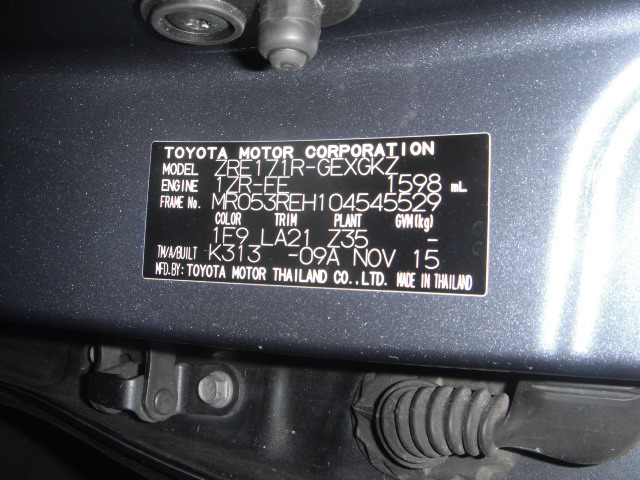 TOYOTA MOTOR CORPORATION
MODEL ZRE171R-GEXGKZ
ENGINE 1ZR-FE 1598 mL
FRAME No. MR053REH104545529
COLOR TRIM PLANT GVM(kg)
1F9 LA21 Z35 -
TM/A/BUILT K313 -09A NOV 15
MFD.BY: TOYOTA MOTOR THAILAND CO.,LTD. MADE IN THAILAND